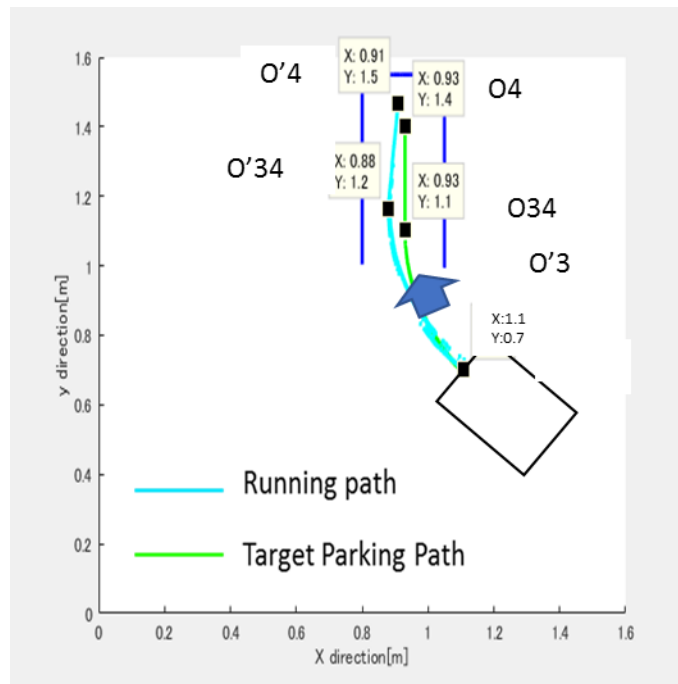 O'4
X: 0.91
Y: 1.5
X: 0.93
Y: 1.4
O4
O'34
X: 0.88
Y: 1.2
X: 0.93
Y: 1.1
O34
O'3
X:1.1
Y:0.7
Running path
Target Parking Path
1.6
1.4
1.2
1
0.8
0.6
0.4
0.2
0
y direction[m]
0
0.2
0.4
0.6
0.8
1
1.2
1.4
1.6
X direction[m]